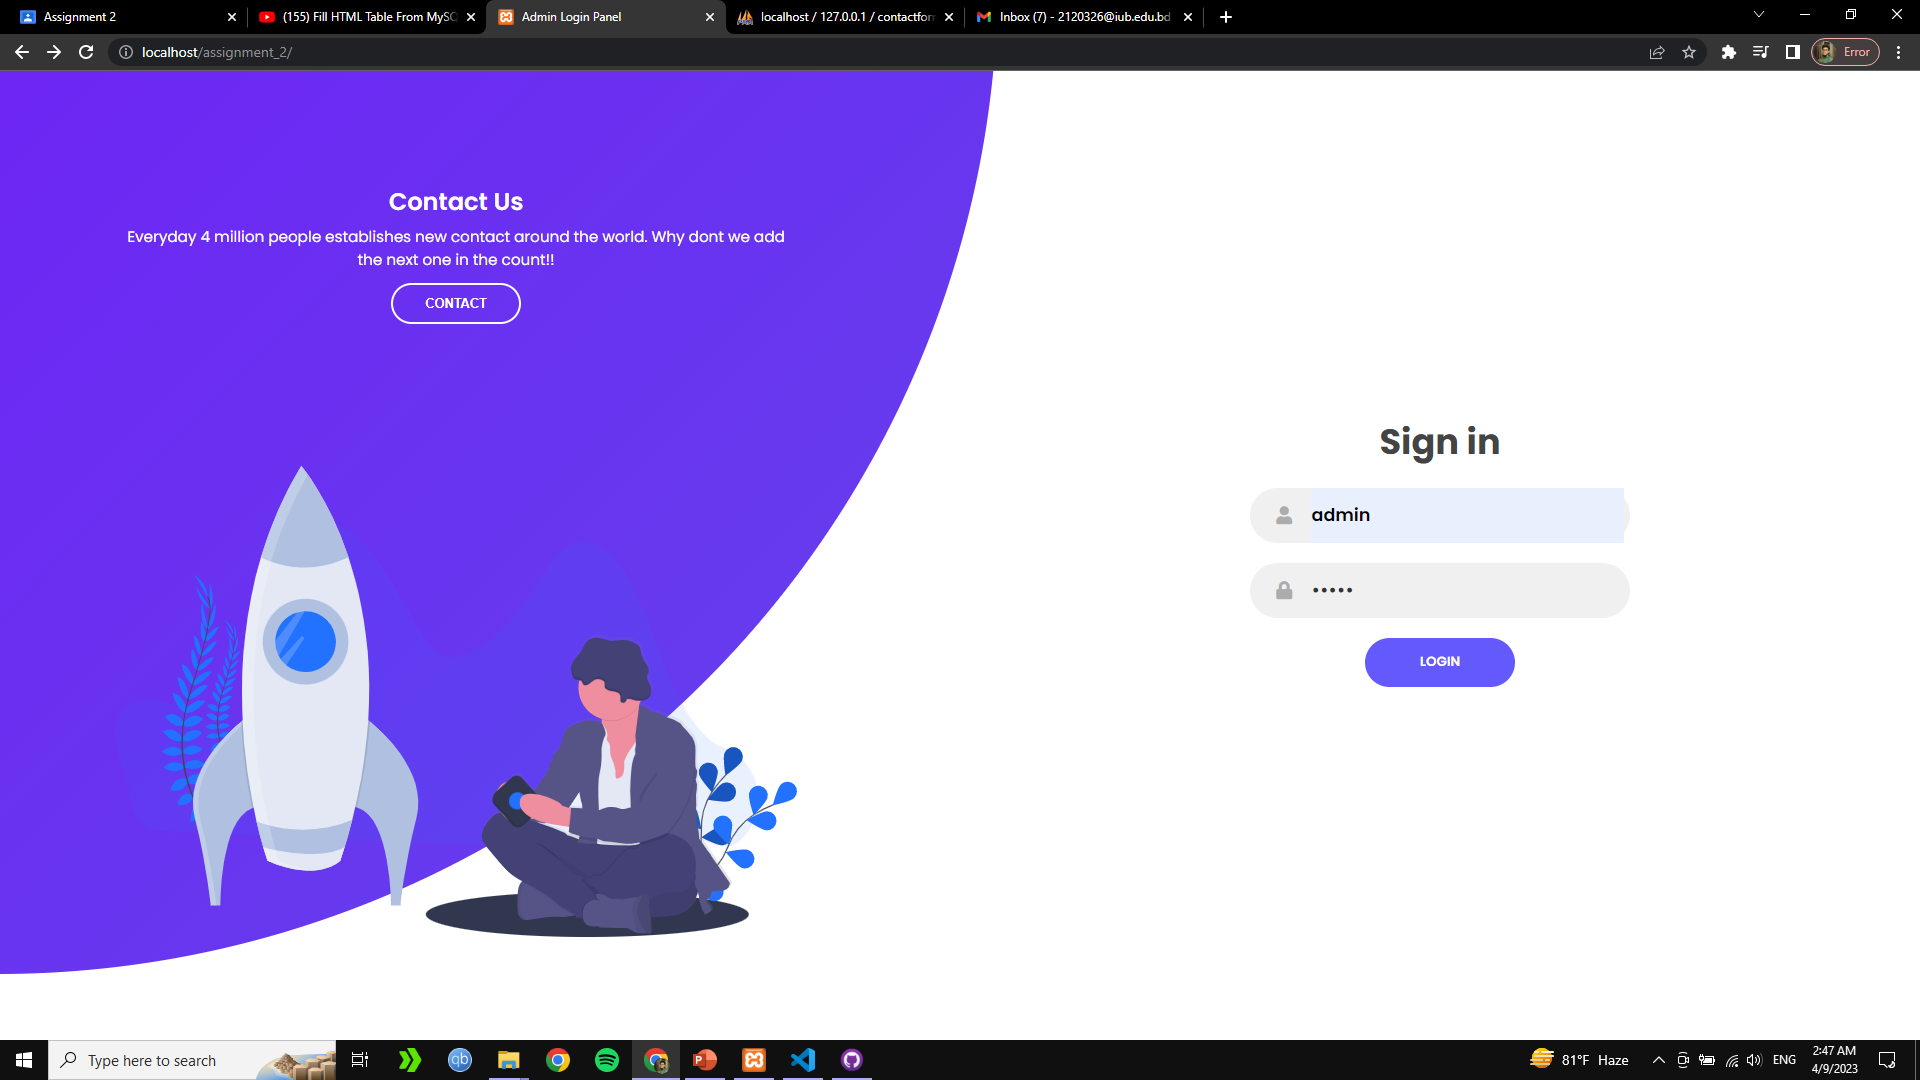 Assignment 2
(155) Fill HTML Table From MySQ
Admin Login Panel
localhost / 127.0.0.1 / contactfor
Inbox (7) - 2120326@iub.edu.bd
localhost/assignment_2/
Error
Contact Us
Everyday 4 million people establishes new contact around the world. Why dont we add
the next one in the count!!
CONTACT
Sign in
admin
LOGIN
Type here to search
qb
81°F Haze
ENG
2:47 AM
4/9/2023